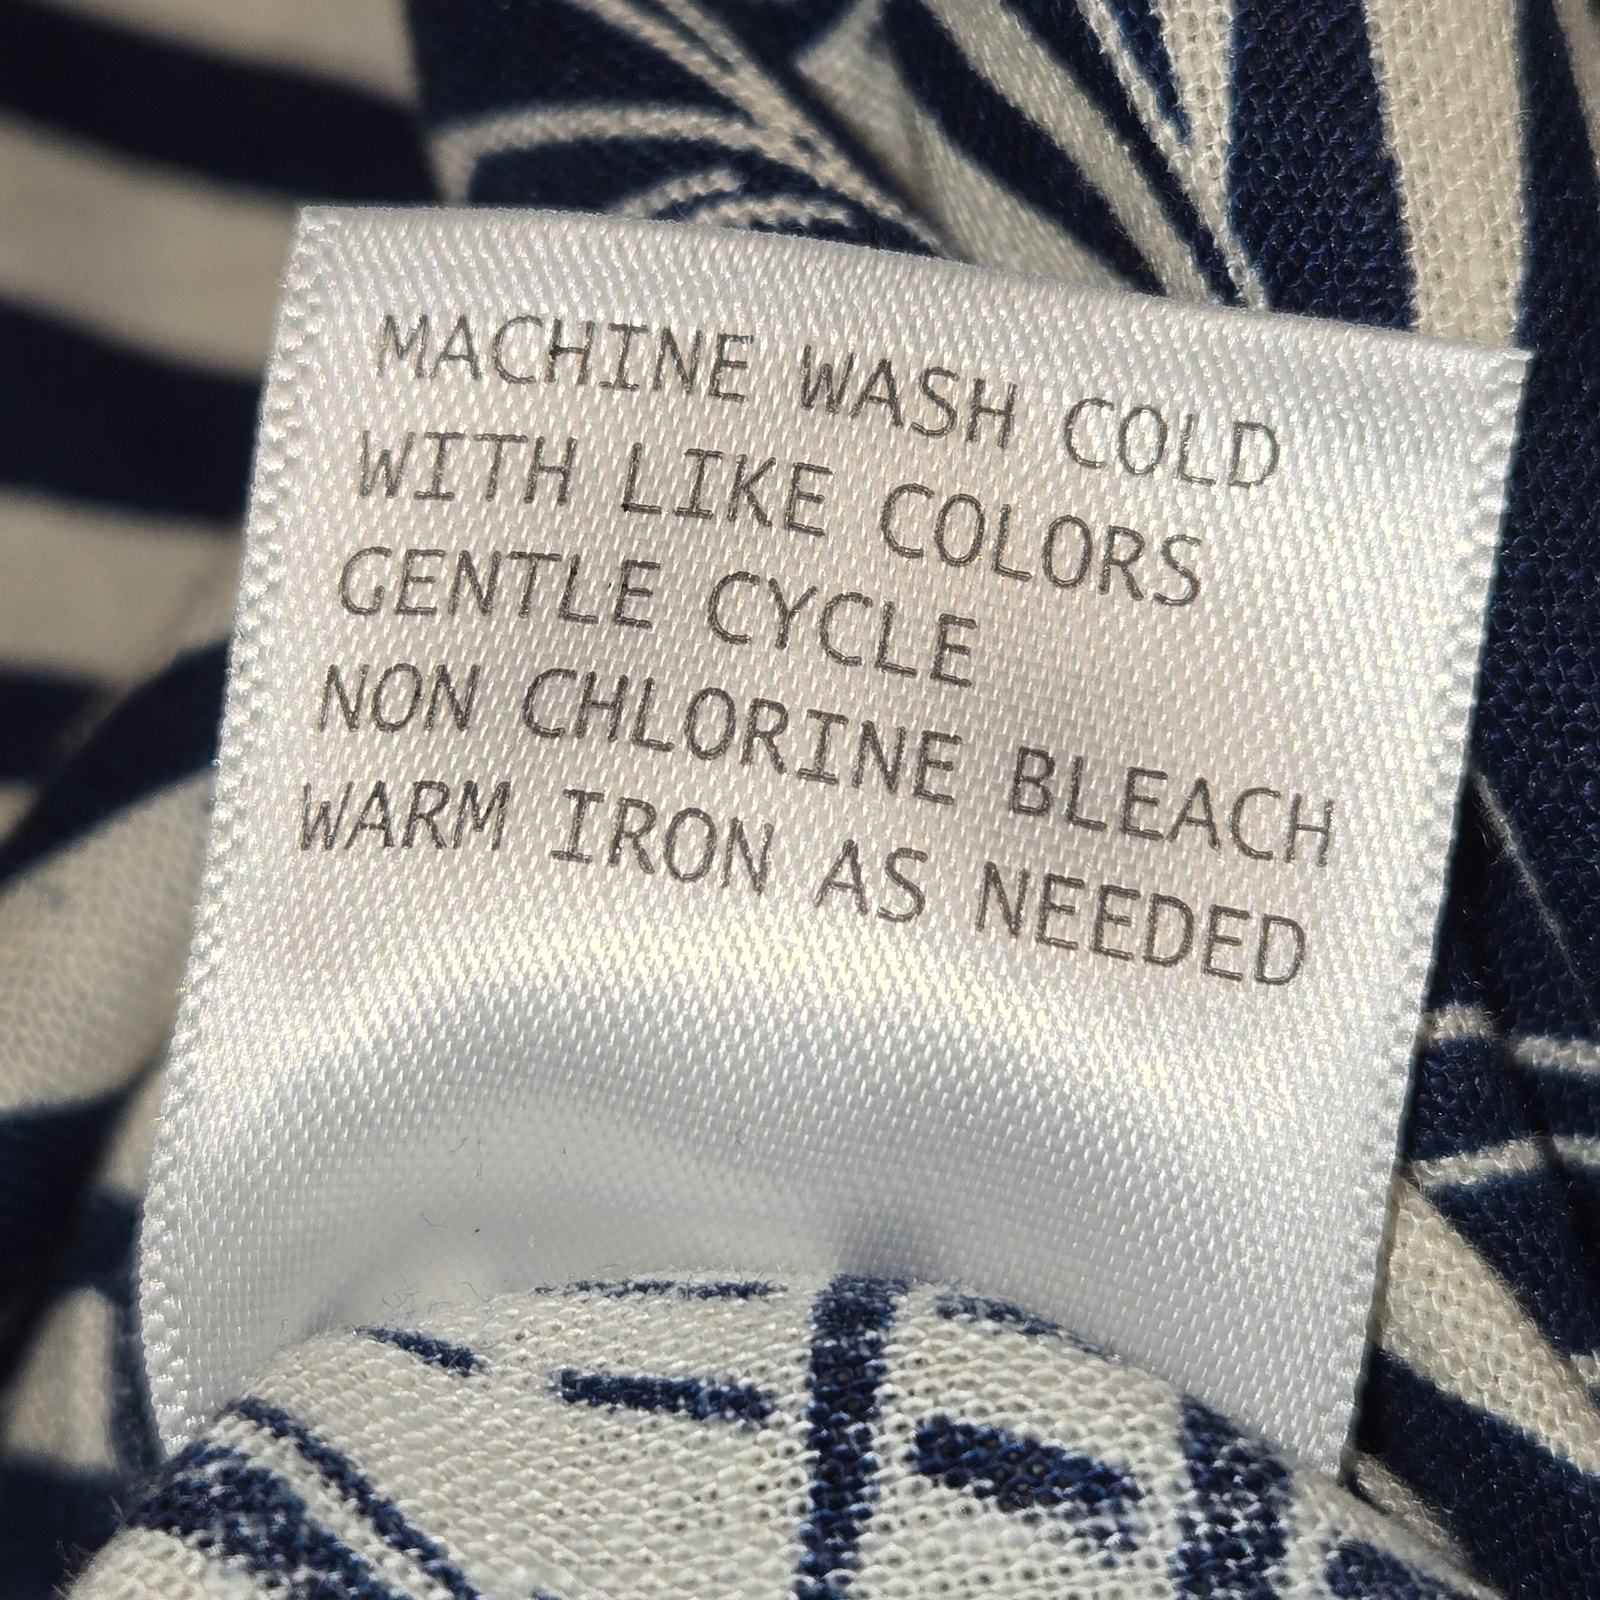 MACHINE WASH COLD
WITH LIKE COLORS
GENTLE CYCLE
NON CHLORINE BLEACH
WARM IRON AS NEEDED